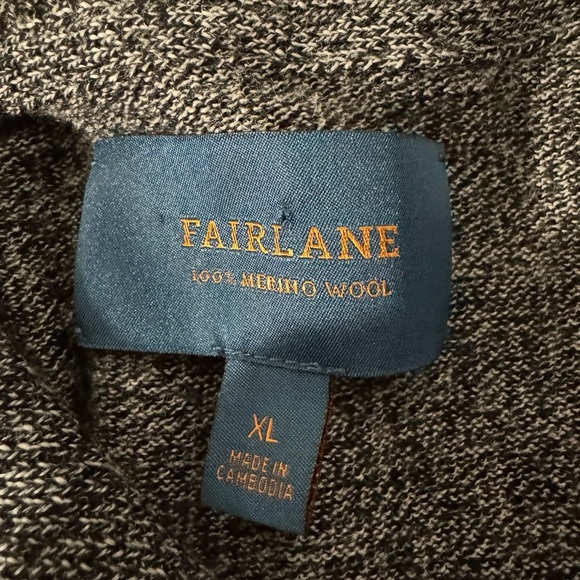 FAIRLANE
100% MERINO WOOL
XL
MADE IN
CAMBODIA